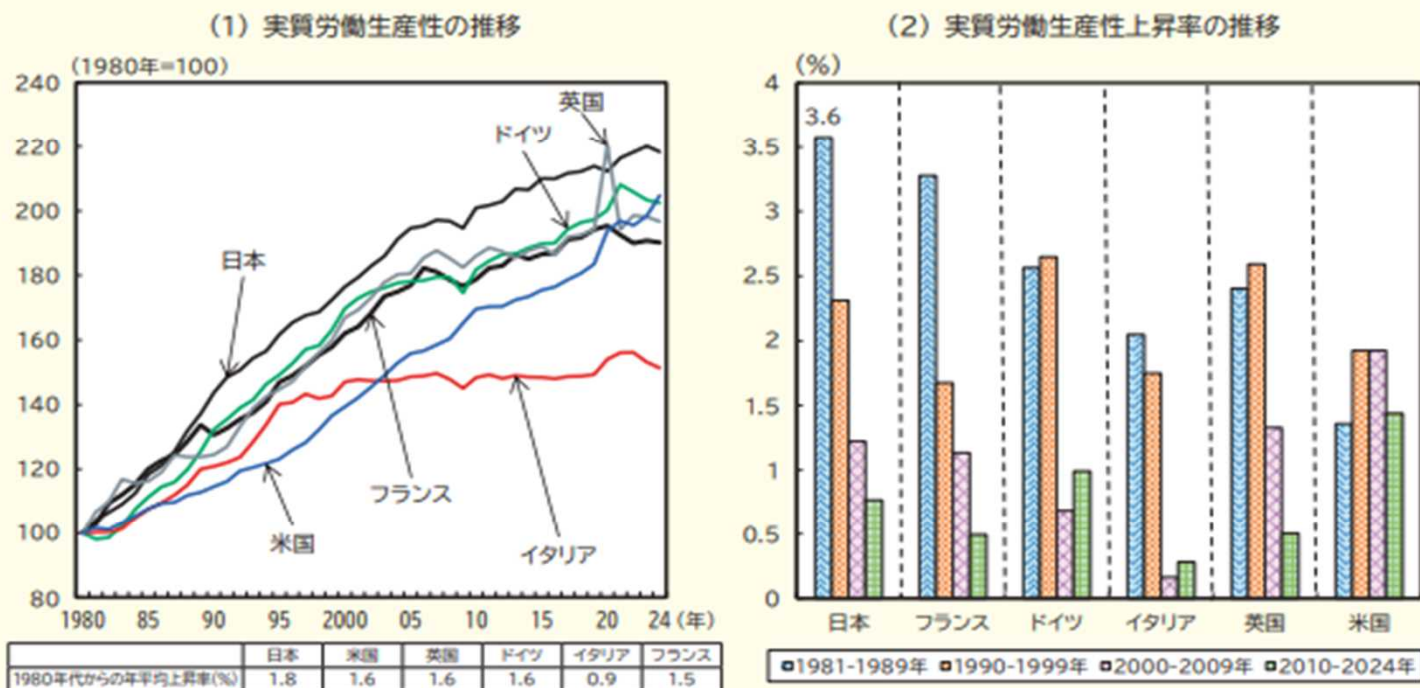 (1) 実質労働生産性の推移
(1980年=100)
240
220
200
180
160
140
120
100
80
英国
ドイツ
日本
フランス
米国
イタリア
1980 85 90 95 2000 05 10 15 20 24 (年)
日本 米国 英国 ドイツ イタリア フランス
1980年代からの年平均上昇率(%) 1.8 1.6 1.6 1.6 0.9 1.5
(2) 実質労働生産性上昇率の推移
(%)
4
3.5
3
2.5
2
1.5
1
0.5
0
3.6
日本 フランス ドイツ イタリア 英国 米国
1981-1989年 1990-1999年 2000-2009年 2010-2024年